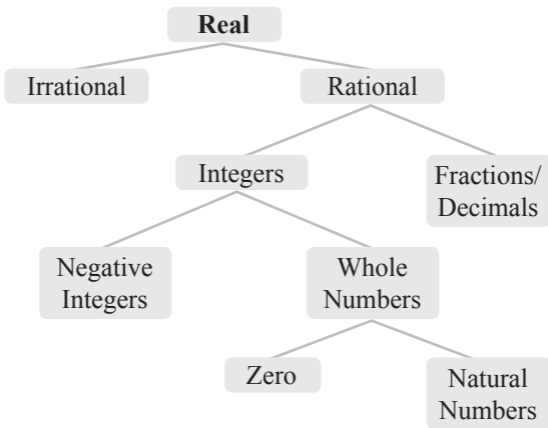 Real
Irrational
Rational
Integers
Fractions/
Decimals
Negative
Integers
Whole
Numbers
Zero
Natural
Numbers